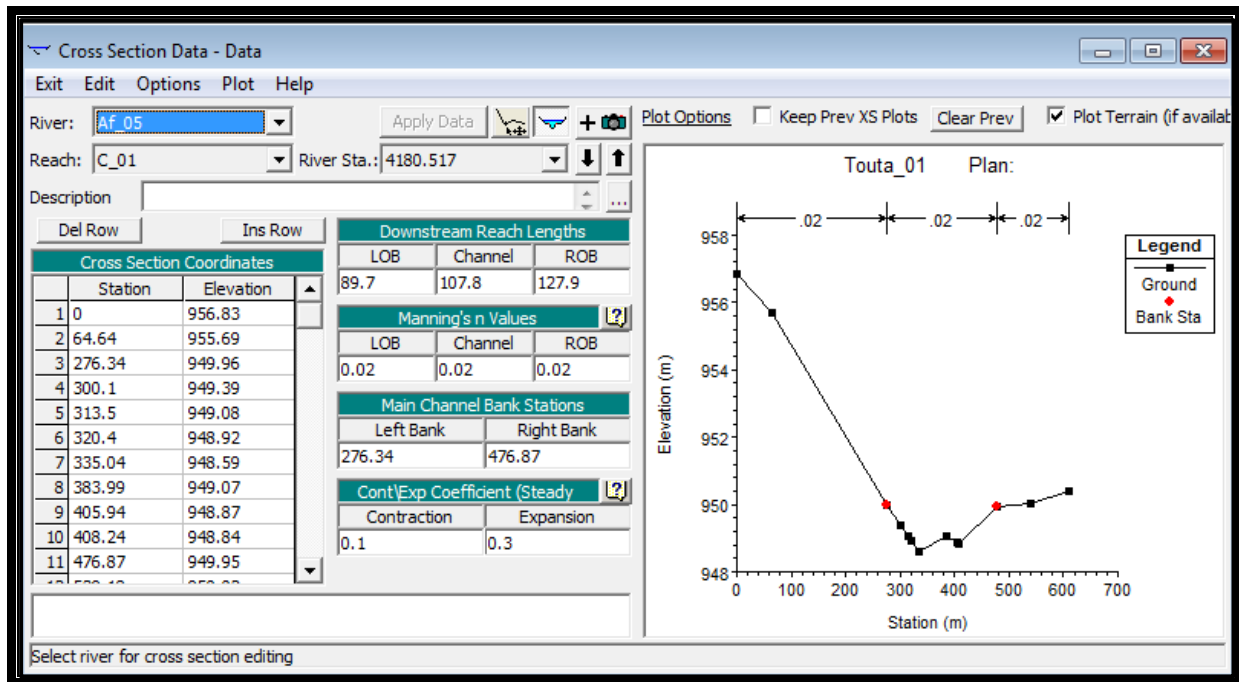 Cross Section Data - Data
Exit Edit Options Plot Help
River: Af_05 Apply Data Plot Options Keep Prev XS Plots Clear Prev Plot Terrain (if availab
Reach: C_01 River Sta.: 4180.517
Description ...
Del Row Ins Row
Cross Section Coordinates
Station Elevation
1 0 956.83
2 64.64 955.69
3 276.34 949.96
4 300.1 949.39
5 313.5 949.08
6 320.4 948.92
7 335.04 948.59
8 383.99 949.07
9 405.94 948.87
10 408.24 948.84
11 476.87 949.95
Downstream Reach Lengths
LOB Channel ROB
89.7 107.8 127.9
Manning's n Values
LOB Channel ROB
0.02 0.02 0.02
Main Channel Bank Stations
Left Bank Right Bank
276.34 476.87
Cont\Exp Coefficient (Steady
Contraction Expansion
0.1 0.3
Touta_01 Plan:
.02 .02 .02
Legend
Ground
Bank Sta
958
956
954
952
950
948
Elevation (m)
0 100 200 300 400 500 600 700
Station (m)
Select river for cross section editing